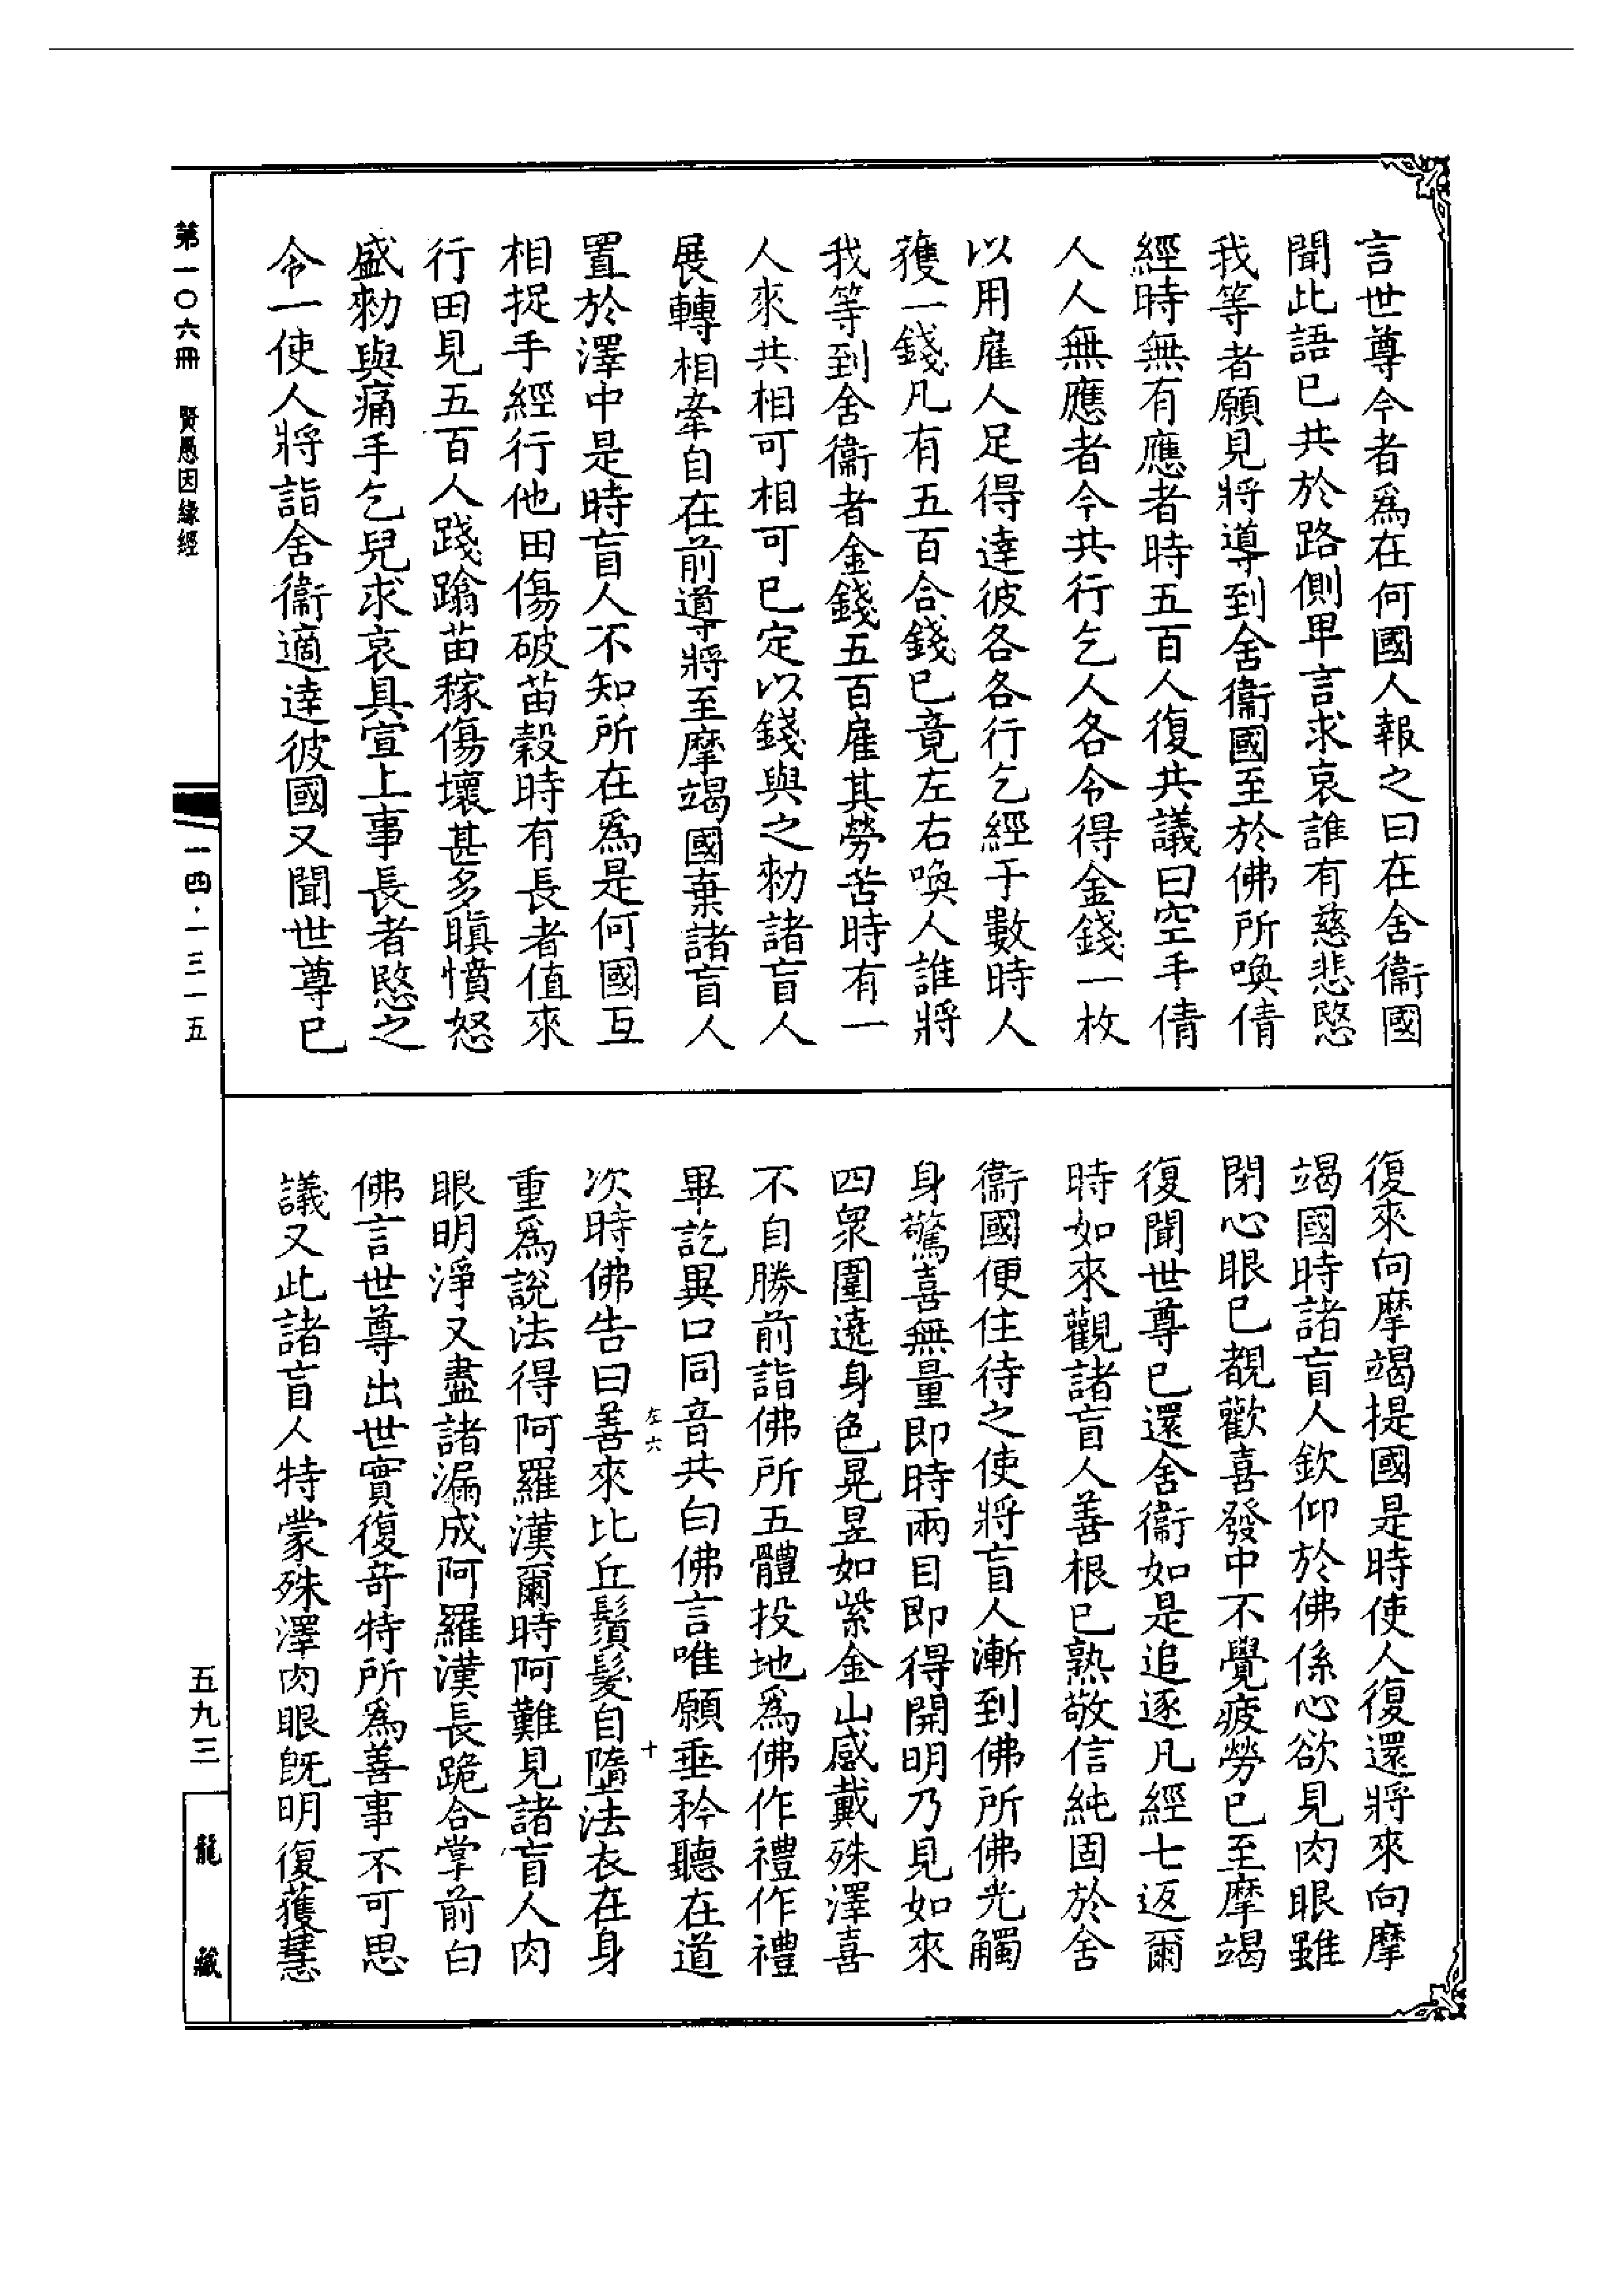 言世尊今者爲在何國人報之曰在舍衞國
聞此語已共於路側卑言求哀誰有慈悲愍
我等者願見將導到舍衞國至於佛所喚倩
經時無有應者時五百人復共議曰空手倩
人人無應者今共行乞人各令得金錢一枚
以用雇人足得達彼各各行乞經于數時人
獲一錢凡有五百合錢已竟左右喚人誰將
我等到舍衞者金錢五百雇其勞苦時有一
人來共相可相可已定以錢與之勑諸盲人
展轉相牽自在前導將至摩竭國棄諸盲人
置於澤中是時盲人不知所在爲是何國互
相捉手經行他田傷破苗穀時有長者值來
行田見五百人踐蹹苗稼傷壞甚多瞋憤怒
盛勑與痛手乞兒求哀具宣上事長者愍之
令一使人將詣舍衞適達彼國又聞世尊已
復來向摩竭提國是時使人復還將來向摩
竭國時諸盲人欽仰於佛係心欲見肉眼雖
閉心眼已覩歡喜發中不覺疲勞已至摩竭
復聞世尊已還舍衞如是追逐凡經七返爾
時如來觀諸盲人善根已熟敬信純固於舍
衞國便住待之使將盲人漸到佛所佛光觸
身驚喜無量即時兩目即得開明乃見如來
四衆圍遶身色晃昱如紫金山感戴殊澤喜
不自勝前詣佛所五體投地爲佛作禮作禮
畢訖異口同音共白佛言唯願垂矜聽在道
左六 十
次時佛告曰善來比丘鬚髮自墮法衣在身
重爲說法得阿羅漢爾時阿難見諸盲人肉
眼明淨又盡諸漏成阿羅漢長跪合掌前白
佛言世尊出世實復奇特所爲善事不可思
議又此諸盲人特蒙殊澤肉眼旣明復獲慧
第一〇六冊 賢愚因緣經
一四·一三一五
五九三
龍藏